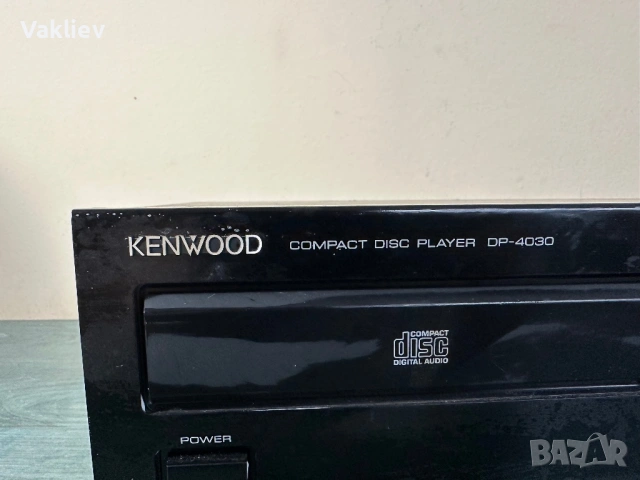 Vakliev
KENWOOD COMPACT DISC PLAYER DP-4030
COMPACT
disc
DIGITAL AUDIO
POWER
BAZAR